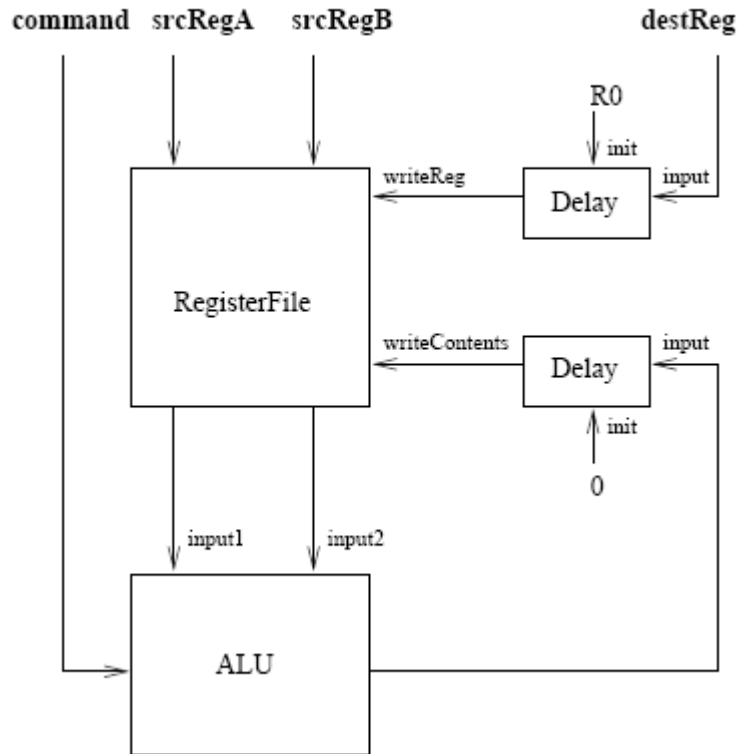 command srcRegA srcRegB destReg
R0
init
writeReg input
Delay
RegisterFile
writeContents input
Delay
init
0
input1 input2
ALU